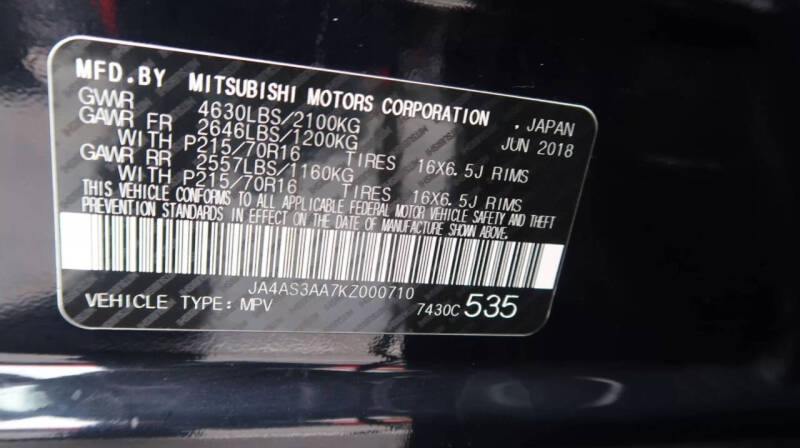 MFD.BY MITSUBISHI MOTORS CORPORATION , JAPAN
GVWR 4630LBS/2100KG JUN 2018
GAWR FR 2646LBS/1200KG
WITH P215/70R16 TIRES 16X6.5J RIMS
GAWR RR 2557LBS/1160KG
WITH P215/70R16 TIRES 16X6.5J RIMS
THIS VEHICLE CONFORMS TO ALL APPLICABLE FEDERAL MOTOR VEHICLE SAFETY AND THEFT
PREVENTION STANDARDS IN EFFECT ON THE DATE OF MANUFACTURE SHOWN ABOVE.
JA4AS3AA7KZ000710
VEHICLE TYPE:MPV 7430C 535